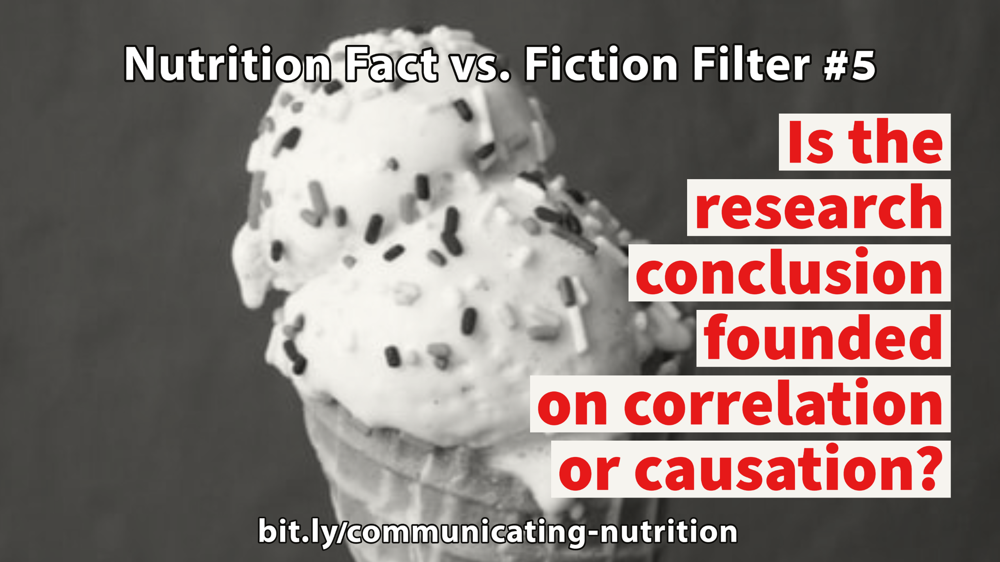 Nutrition Fact vs. Fiction Filter #5
Is the
research
conclusion
founded
on correlation
or causation?
bit.ly/communicating-nutrition